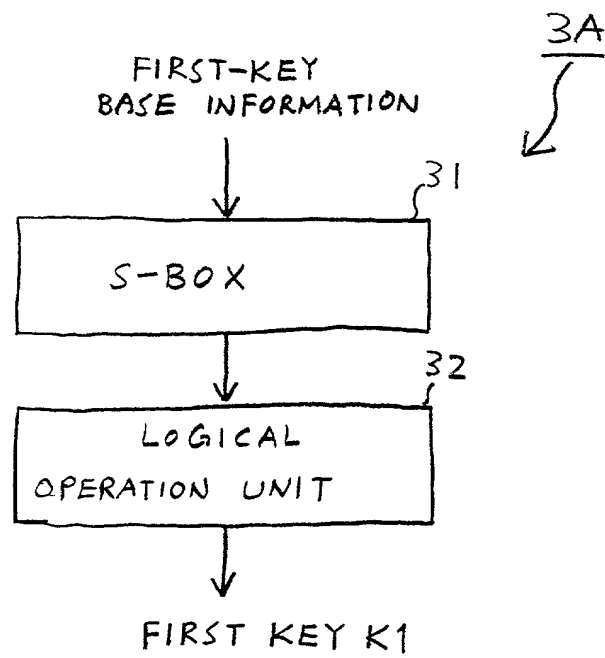 3A
FIRST-KEY
BASE INFORMATION
31
S-BOX
32
LOGICAL
OPERATION UNIT
FIRST KEY K1